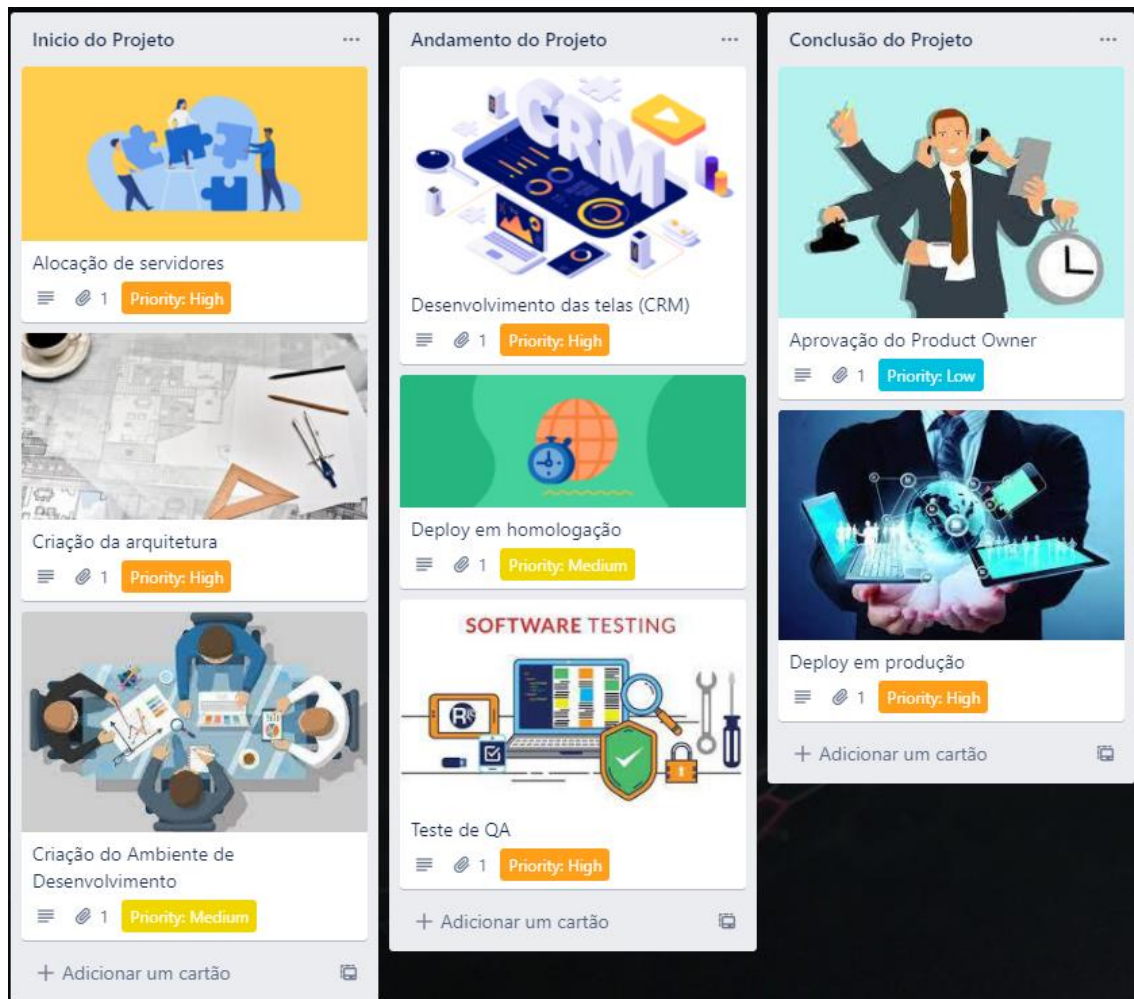 Inicio do Projeto
Alocação de servidores
1 Priority: High
Criação da arquitetura
1 Priority: High
Criação do Ambiente de
Desenvolvimento
1 Priority: Medium
+ Adicionar um cartão
Andamento do Projeto
CRM
Desenvolvimento das telas (CRM)
1 Priority: High
Deploy em homologação
1 Priority: Medium
SOFTWARE TESTING
Teste de QA
1 Priority: High
+ Adicionar um cartão
Conclusão do Projeto
Aprovação do Product Owner
1 Priority: Low
Deploy em produção
1 Priority: High
+ Adicionar um cartão